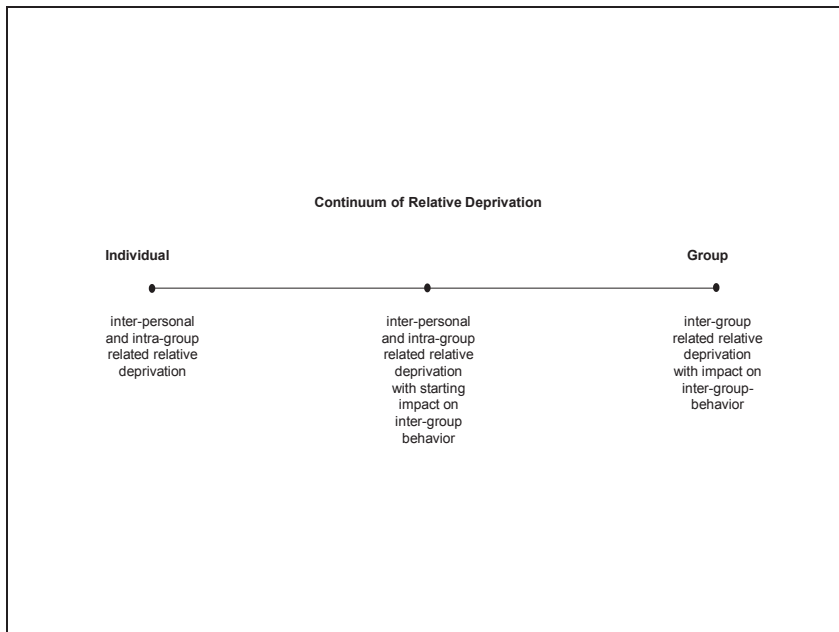 Continuum of Relative Deprivation
Individual
Group
inter-personal
and intra-group
related relative
deprivation
inter-personal
and intra-group
related relative
deprivation
with starting
impact on
inter-group
behavior
inter-group
related relative
deprivation
with impact on
inter-group-
behavior